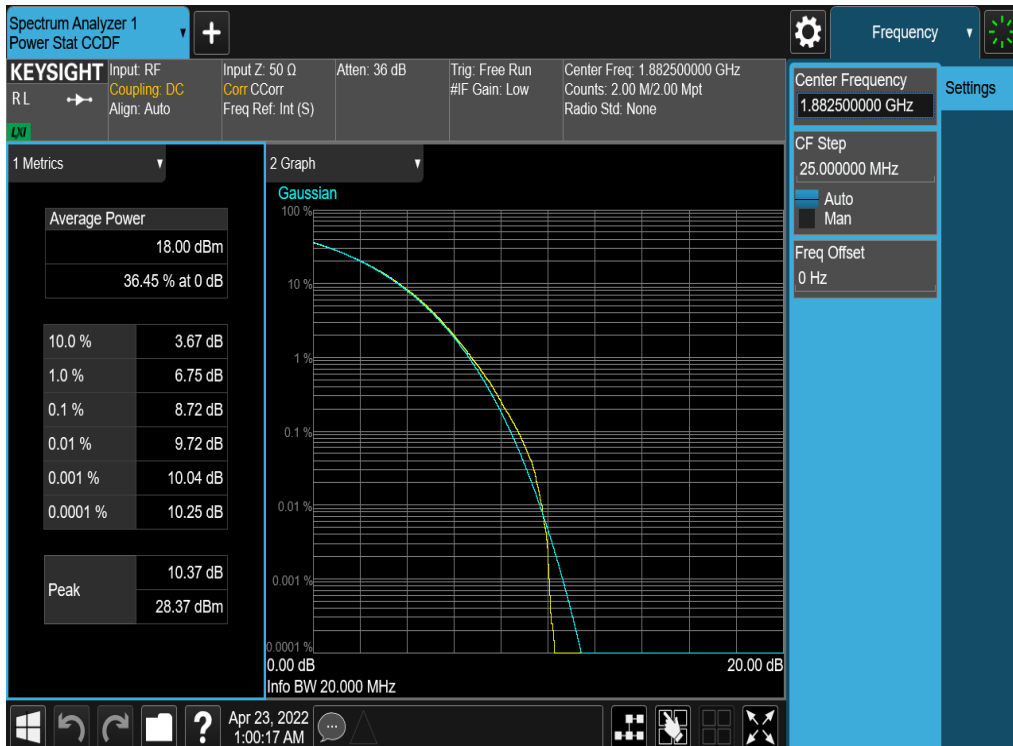 Spectrum Analyzer 1
Power Stat CCDF
+
Frequency
KEYSIGHT
RL
LXI
Input: RF
Coupling: DC
Align: Auto
Input Z: 50 Ω
Corr CCorr
Freq Ref: Int (S)
Atten: 36 dB
Trig: Free Run
#IF Gain: Low
Center Freq: 1.882500000 GHz
Counts: 2.00 M/2.00 Mpt
Radio Std: None
Center Frequency
1.882500000 GHz
Settings
CF Step
25.000000 MHz
Auto
Man
Freq Offset
0 Hz
1 Metrics
Average Power
18.00 dBm
36.45 % at 0 dB
10.0 % 3.67 dB
1.0 % 6.75 dB
0.1 % 8.72 dB
0.01 % 9.72 dB
0.001 % 10.04 dB
0.0001 % 10.25 dB
Peak
10.37 dB
28.37 dBm
2 Graph
Gaussian
100 %
10 %
1 %
0.1 %
0.01 %
0.001 %
0.0001 %
0.00 dB 20.00 dB
Info BW 20.000 MHz
?
Apr 23, 2022
1:00:17 AM